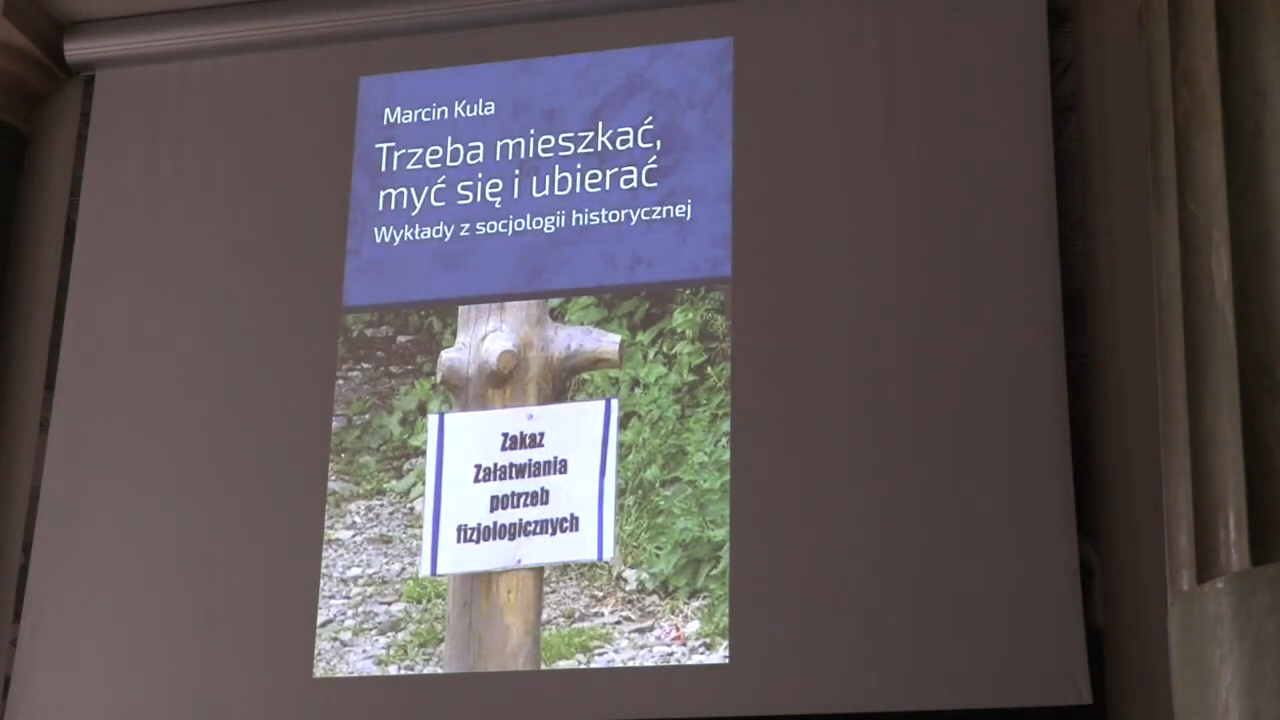 Marcin Kula
Trzeba mieszkać,
myć się i ubierać
Wykłady z socjologii historycznej
Zakaz
Załatwiania
potrzeb
fizjologicznych